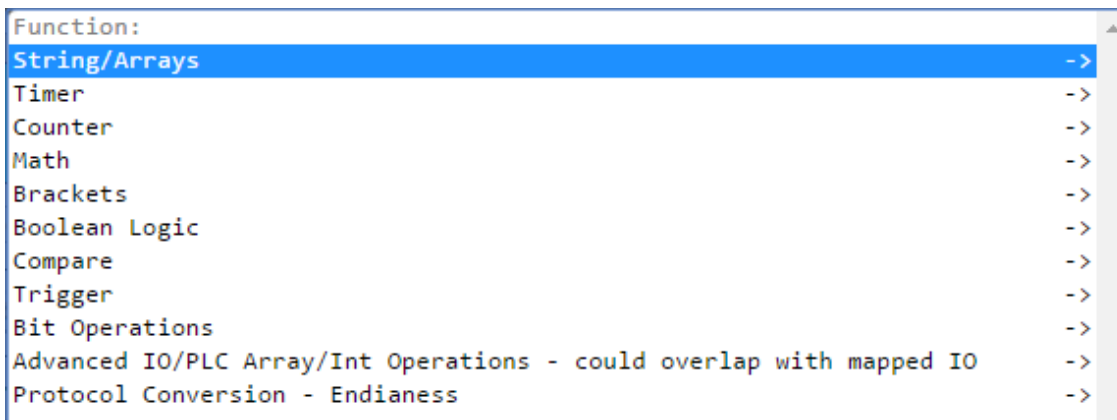 Function:
String/Arrays ->
Timer ->
Counter ->
Math ->
Brackets ->
Boolean Logic ->
Compare ->
Trigger ->
Bit Operations ->
Advanced IO/PLC Array/Int Operations - could overlap with mapped IO ->
Protocol Conversion - Endianess ->